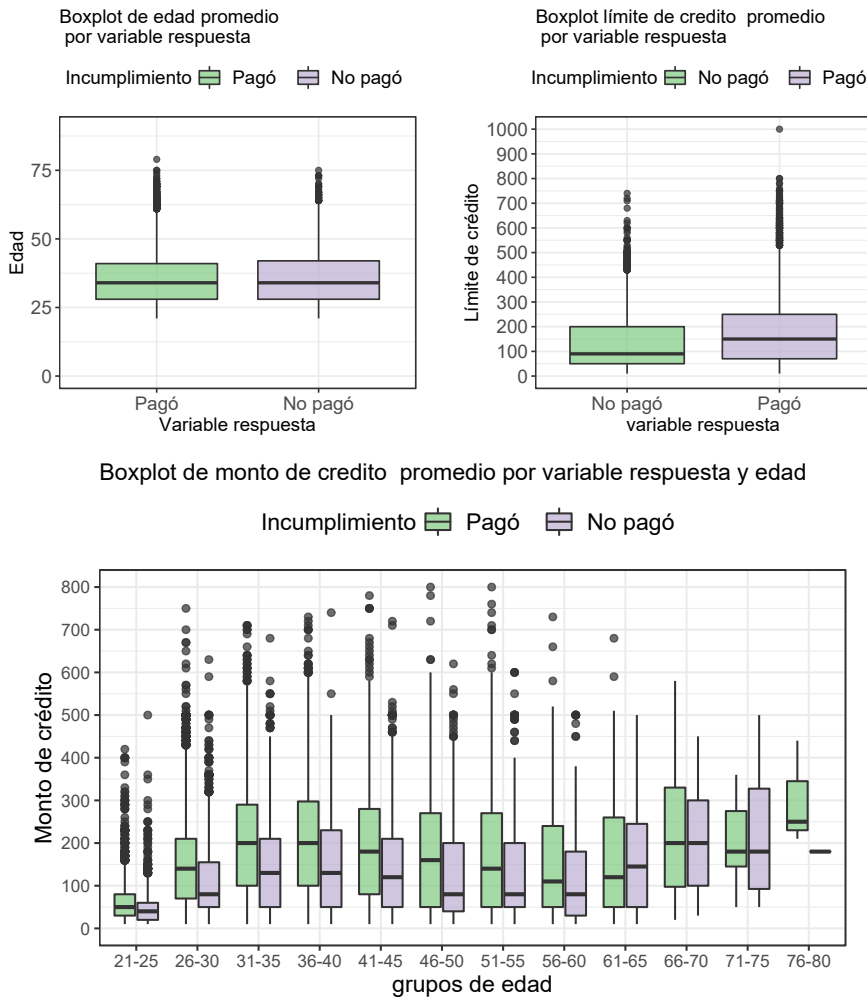 Boxplot de edad promedio
por variable respuesta
Incumplimiento Pagó No pagó
75
50
25
0
Edad
Pagó No pagó
Variable respuesta
Boxplot límite de credito promedio
por variable respuesta
Incumplimiento No pagó Pagó
1000
900
800
700
600
500
400
300
200
100
0
Límite de crédito
No pagó Pagó
variable respuesta
Boxplot de monto de credito promedio por variable respuesta y edad
Incumplimiento Pagó No pagó
800
700
600
500
400
300
200
100
0
Monto de crédito
21-25 26-30 31-35 36-40 41-45 46-50 51-55 56-60 61-65 66-70 71-75 76-80
grupos de edad